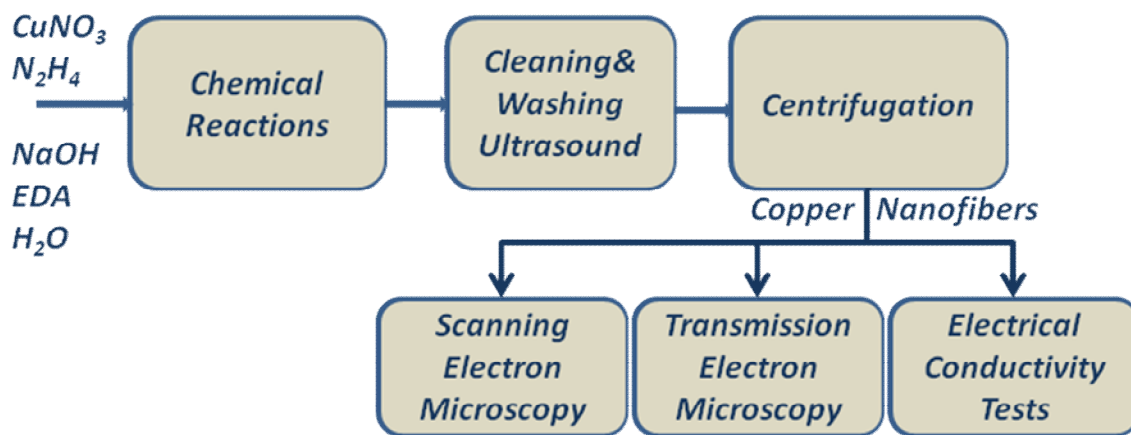 CuNO₃
N₂H₄
NaOH
EDA
H₂O
Chemical
Reactions
Cleaning&
Washing
Ultrasound
Centrifugation
Copper Nanofibers
Scanning
Electron
Microscopy
Transmission
Electron
Microscopy
Electrical
Conductivity
Tests